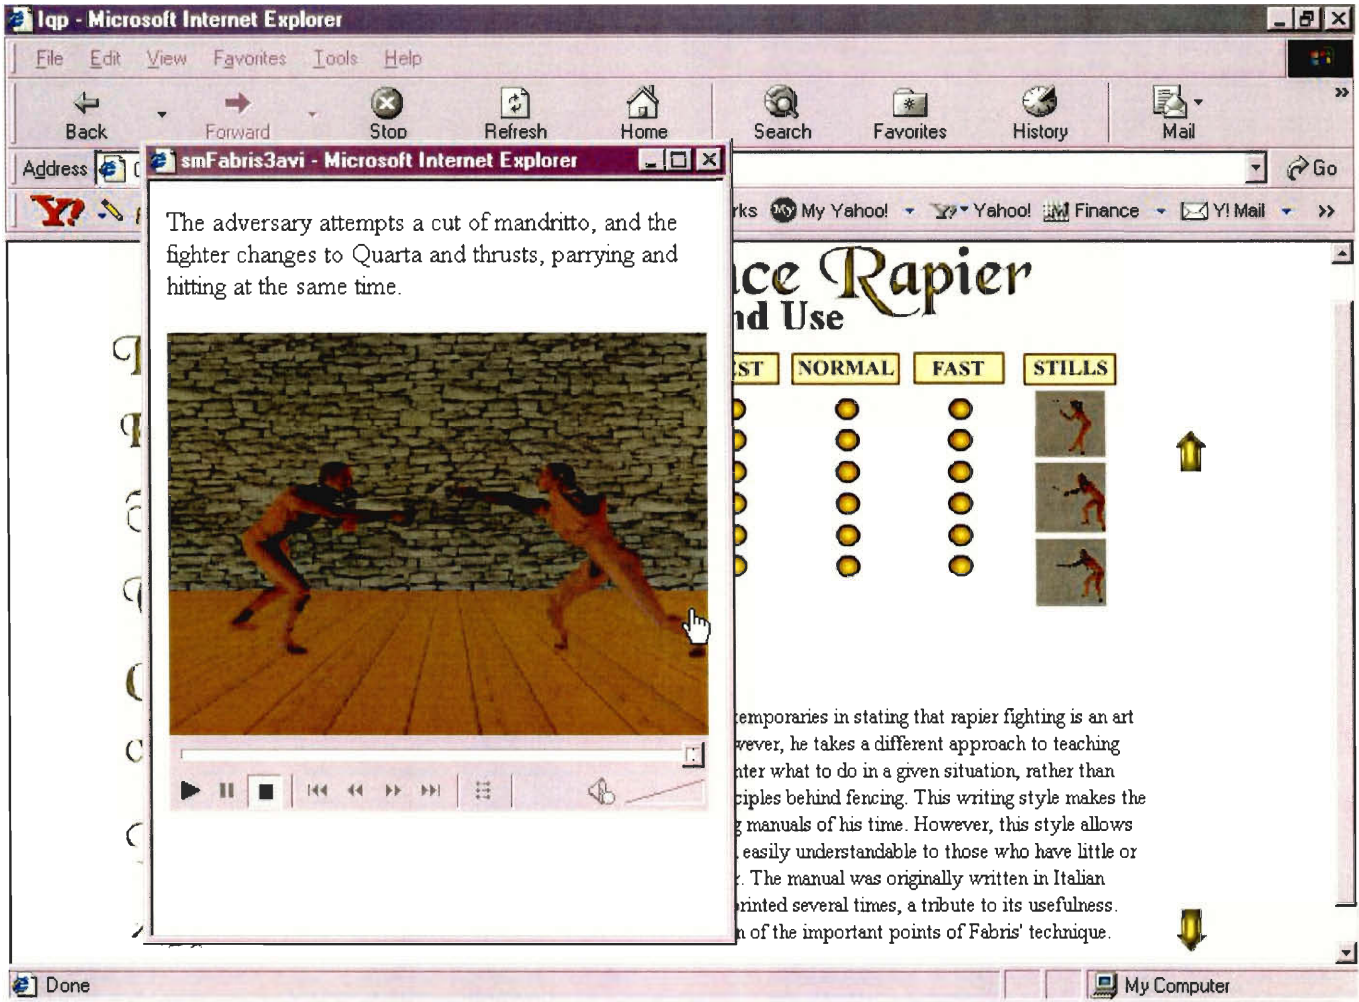 Iqp - Microsoft Internet Explorer
File Edit View Favorites Tools Help
Back Forward Stop Refresh Home Search Favorites History Mail
Address Go
smFabris3avi - Microsoft Internet Explorer
Y! rks My Yahoo! Yahoo! Finance Y! Mail
The adversary attempts a cut of mandritto, and the
fighter changes to Quarta and thrusts, parrying and
hitting at the same time.
ce Rapier
nd Use
ST NORMAL FAST STILLS
temporaries in stating that rapier fighting is an art
wever, he takes a different approach to teaching
nter what to do in a given situation, rather than
ciples behind fencing. This writing style makes the
g manuals of his time. However, this style allows
easily understandable to those who have little or
. The manual was originally written in Italian
rinted several times, a tribute to its usefulness.
n of the important points of Fabris' technique.
Done My Computer